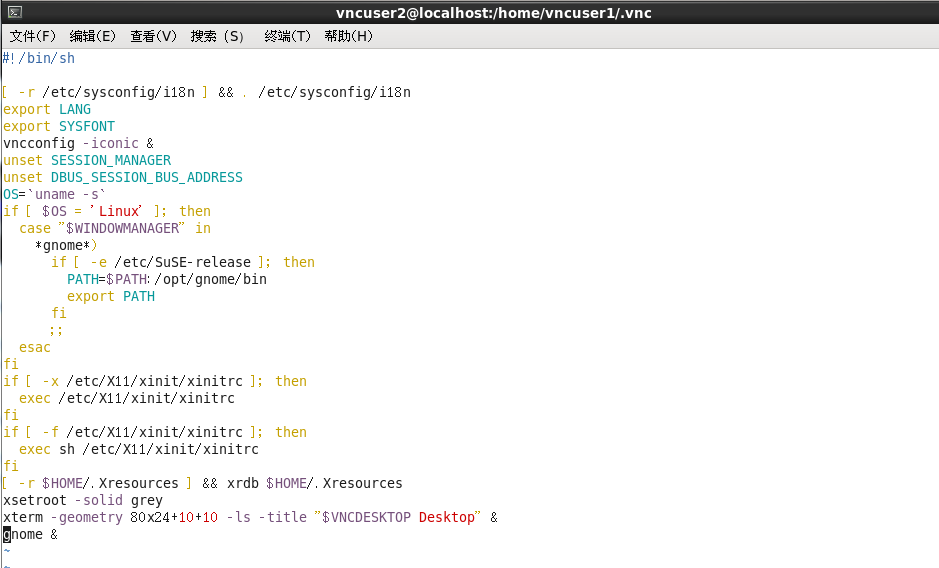 vncuser2@localhost:/home/vncuser1/.vnc
文件(F) 编辑(E) 查看(V) 搜索 (S) 终端(T) 帮助(H)
#!/bin/sh

[ -r /etc/sysconfig/i18n ] && . /etc/sysconfig/i18n
export LANG
export SYSFONT
vncconfig -iconic &
unset SESSION_MANAGER
unset DBUS_SESSION_BUS_ADDRESS
OS=`uname -s`
if [ $OS = 'Linux' ]; then
  case "$WINDOWMANAGER" in
    *gnome*)
      if [ -e /etc/SuSE-release ]; then
        PATH=$PATH:/opt/gnome/bin
        export PATH
      fi
      ;;
  esac
fi
if [ -x /etc/X11/xinit/xinitrc ]; then
  exec /etc/X11/xinit/xinitrc
fi
if [ -f /etc/X11/xinit/xinitrc ]; then
  exec sh /etc/X11/xinit/xinitrc
fi
[ -r $HOME/.Xresources ] && xrdb $HOME/.Xresources
xsetroot -solid grey
xterm -geometry 80x24+10+10 -ls -title "$VNCDESKTOP Desktop" &
gnome &
~
~